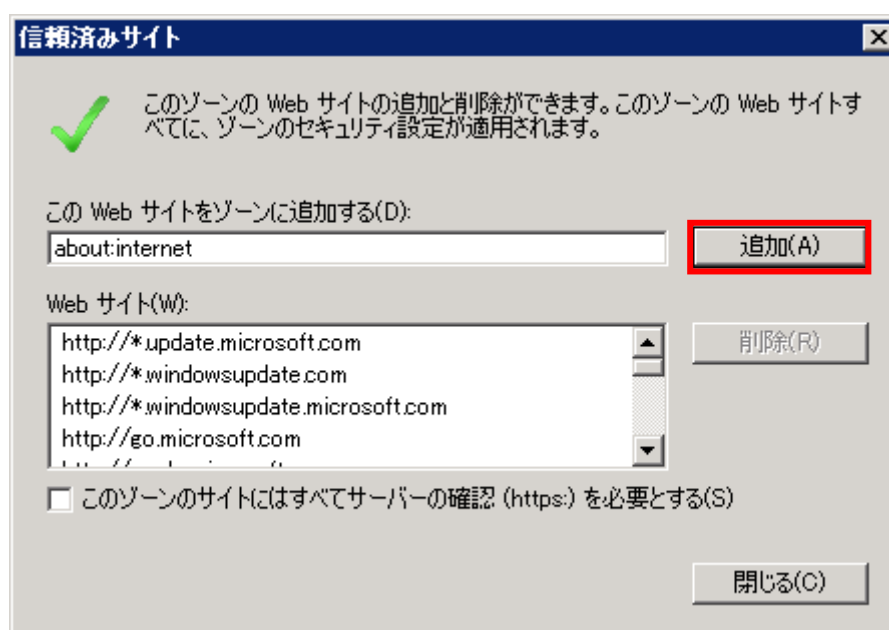 信頼済みサイト
このゾーンの Web サイトの追加と削除ができます。このゾーンの Web サイトす
べてに、ゾーンのセキュリティ設定が適用されます。
この Web サイトをゾーンに追加する(D):
about:internet
追加(A)
Web サイト(W):
http://*.update.microsoft.com
削除(R)
http://*.windowsupdate.com
http://*.windowsupdate.microsoft.com
http://go.microsoft.com
このゾーンのサイトにはすべてサーバーの確認 (https:) を必要とする(S)
閉じる(C)